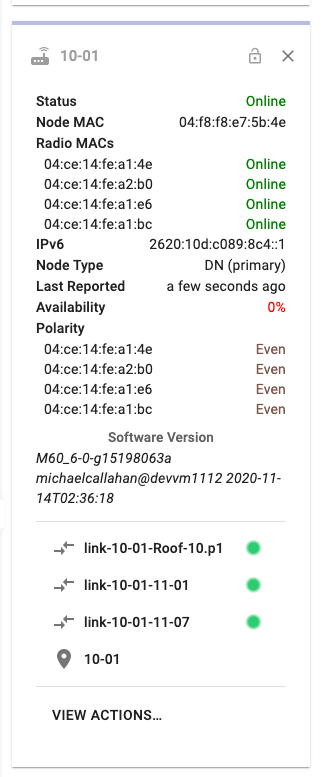 10-01
Status Online
Node MAC 04:f8:f8:e7:5b:4e
Radio MACs
04:ce:14:fe:a1:4e Online
04:ce:14:fe:a2:b0 Online
04:ce:14:fe:a1:e6 Online
04:ce:14:fe:a1:bc Online
IPv6 2620:10d:c089:8c4::1
Node Type DN (primary)
Last Reported a few seconds ago
Availability 0%
Polarity
04:ce:14:fe:a1:4e Even
04:ce:14:fe:a2:b0 Even
04:ce:14:fe:a1:e6 Even
04:ce:14:fe:a1:bc Even
Software Version
M60_6-0-g15198063a
michaelcallahan@devvm1112 2020-11-
14T02:36:18
link-10-01-Roof-10.p1
link-10-01-11-01
link-10-01-11-07
10-01
VIEW ACTIONS...